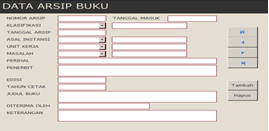 DATA ARSIP BUKU
NOMOR ARSIP TANGGAL MASUK
KLASIFIKASI
TANGGAL ARSIP
ASAL INSTANSI
UNIT KERJA
MASALAH
PERIHAL
PENERBIT
EDISI
TAHUN CETAK
JUDUL BUKU
DITERIMA OLEH
KETERANGAN
Tambah
Hapus